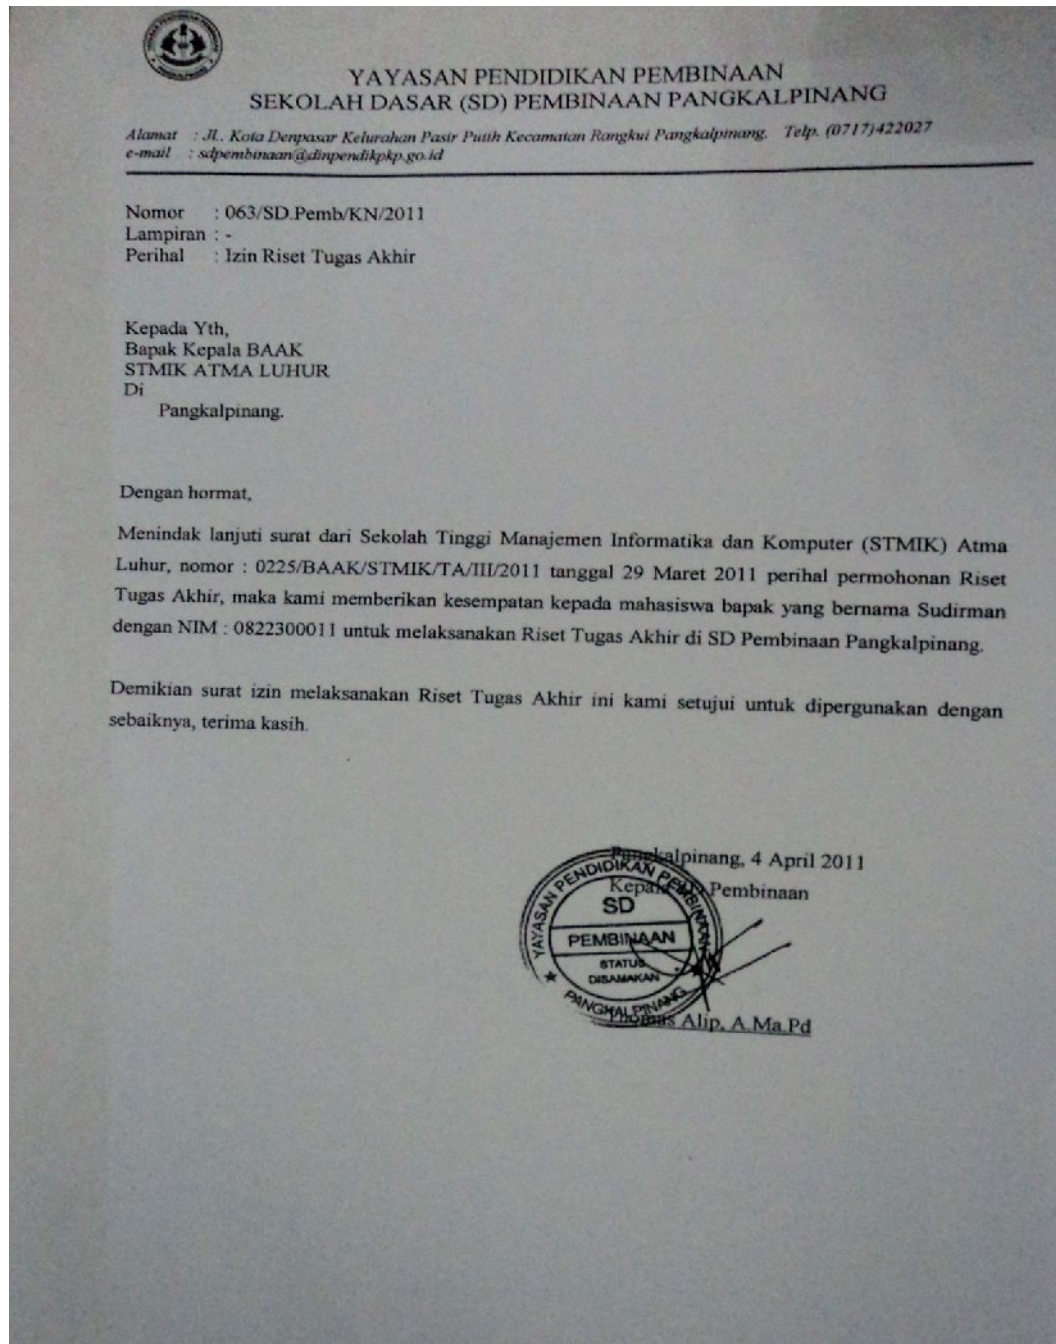 YAYASAN PENDIDIKAN PEMBINAAN
SEKOLAH DASAR (SD) PEMBINAAN PANGKALPINANG
Alamat : Jl. Kota Denpasar Kelurahan Pasir Putih Kecamatan Rangkui Pangkalpinang. Telp. (0717)422027
e-mail : sdpembinaan@dinpendikpkp.go.id
Nomor : 063/SD.Pemb/KN/2011
Lampiran : -
Perihal : Izin Riset Tugas Akhir
Kepada Yth,
Bapak Kepala BAAK
STMIK ATMA LUHUR
Di
Pangkalpinang.
Dengan hormat,
Menindak lanjuti surat dari Sekolah Tinggi Manajemen Informatika dan Komputer (STMIK) Atma
Luhur, nomor : 0225/BAAK/STMIK/TA/III/2011 tanggal 29 Maret 2011 perihal permohonan Riset
Tugas Akhir, maka kami memberikan kesempatan kepada mahasiswa bapak yang bernama Sudirman
dengan NIM : 0822300011 untuk melaksanakan Riset Tugas Akhir di SD Pembinaan Pangkalpinang.
Demikian surat izin melaksanakan Riset Tugas Akhir ini kami setujui untuk dipergunakan dengan
sebaiknya, terima kasih.
Pangkalpinang, 4 April 2011
Kepala SD Pembinaan
YAYASAN PENDIDIKAN PEMBINAAN
SD
PEMBINAAN
STATUS
DISAMAKAN
PANGKALPINANG
Thomas Alip, A.Ma.Pd